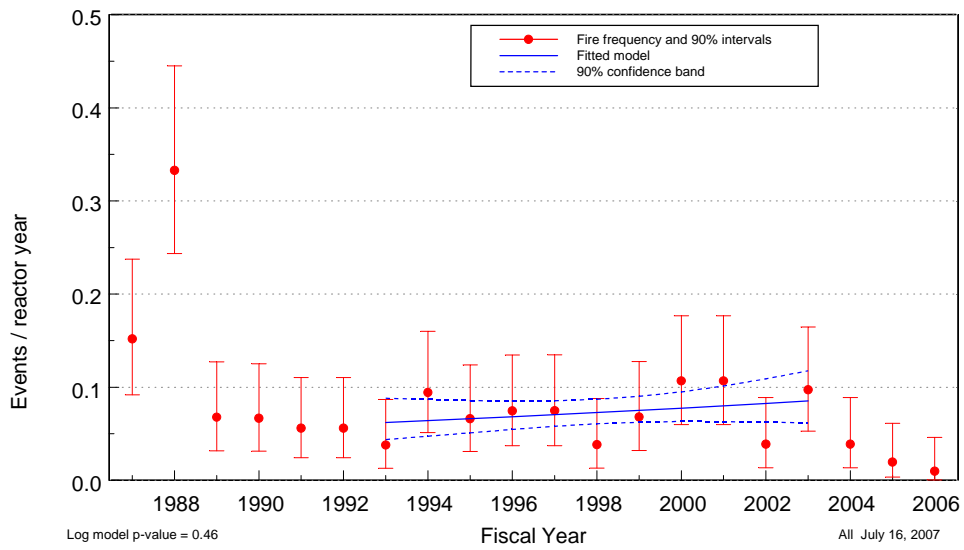 0.5
0.4
0.3
0.2
0.1
0.0
Events / reactor year
Fire frequency and 90% intervals
Fitted model
90% confidence band
1988 1990 1992 1994 1996 1998 2000 2002 2004 2006
Fiscal Year
Log model p-value = 0.46
All July 16, 2007